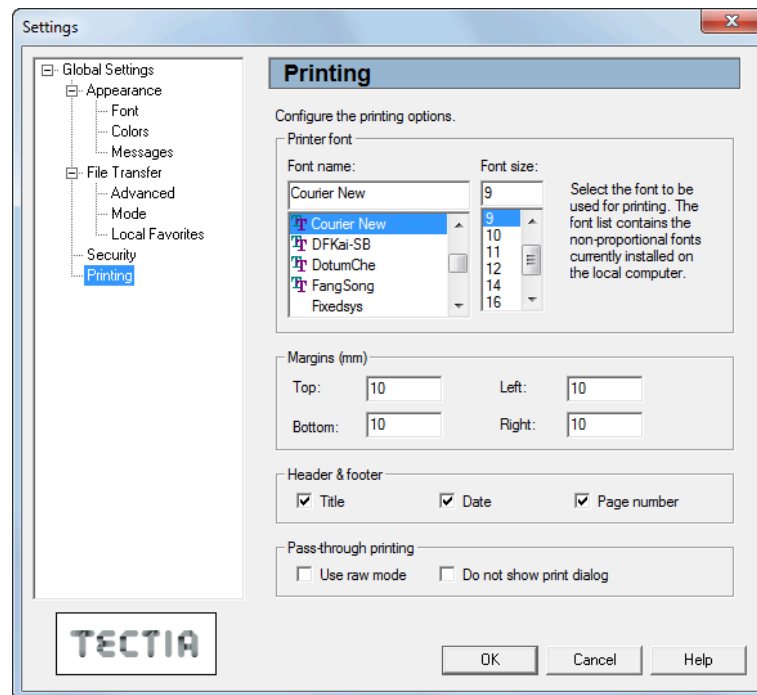 Settings
Global Settings
Appearance
Font
Colors
Messages
File Transfer
Advanced
Mode
Local Favorites
Security
Printing
Printing
Configure the printing options.
Printer font
Font name:
Courier New
Courier New
DFKai-SB
DotumChe
FangSong
Fixedsys
Font size:
9
9
10
11
12
14
16
Select the font to be
used for printing. The
font list contains the
non-proportional fonts
currently installed on
the local computer.
Margins (mm)
Top: 10 Left: 10
Bottom: 10 Right: 10
Header & footer
Title Date Page number
Pass-through printing
Use raw mode Do not show print dialog
TECTIA
OK Cancel Help